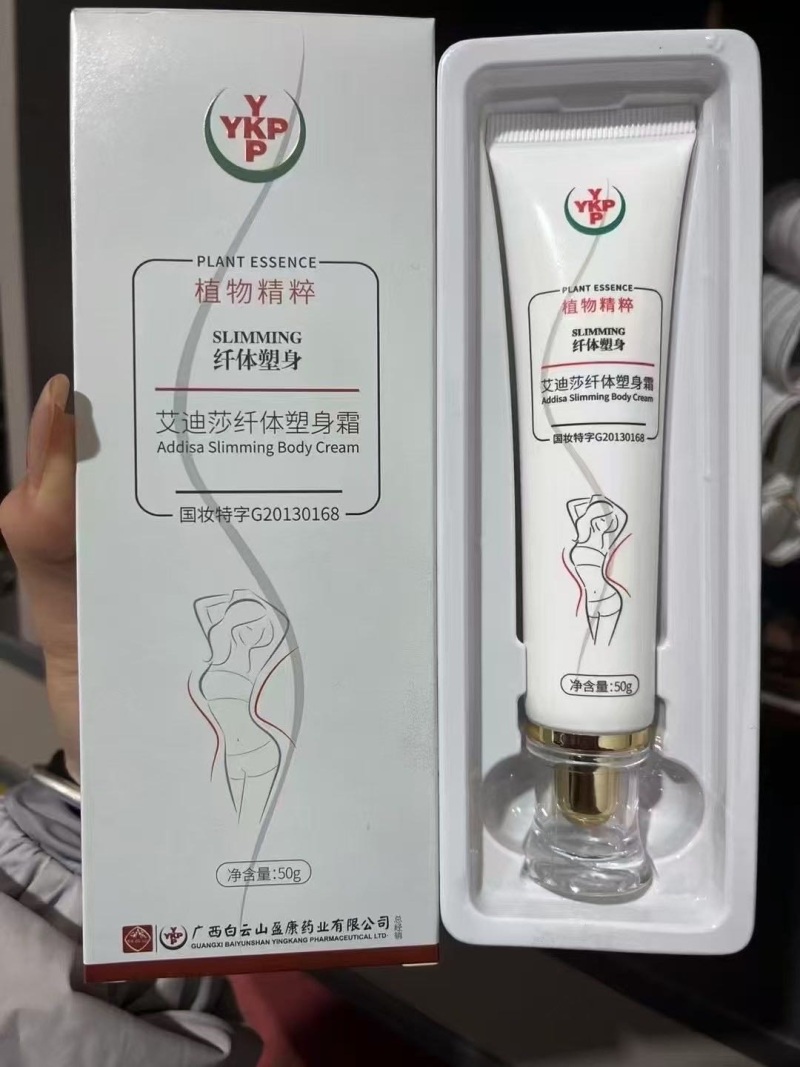 Y
YKP
P
PLANT ESSENCE
植物精粹
SLIMMING
纤体塑身
艾迪莎纤体塑身霜
Addisa Slimming Body Cream
国妆特字G20130168
净含量:50g
YKP
P
广西白云山盈康药业有限公司
GUANGXI BAIYUNSHAN YINGKANG PHARMACEUTICAL LTD.
总经销
Y
YKP
P
PLANT ESSENCE
植物精粹
SLIMMING
纤体塑身
艾迪莎纤体塑身霜
Addisa Slimming Body Cream
国妆特字G20130168
净含量:50g